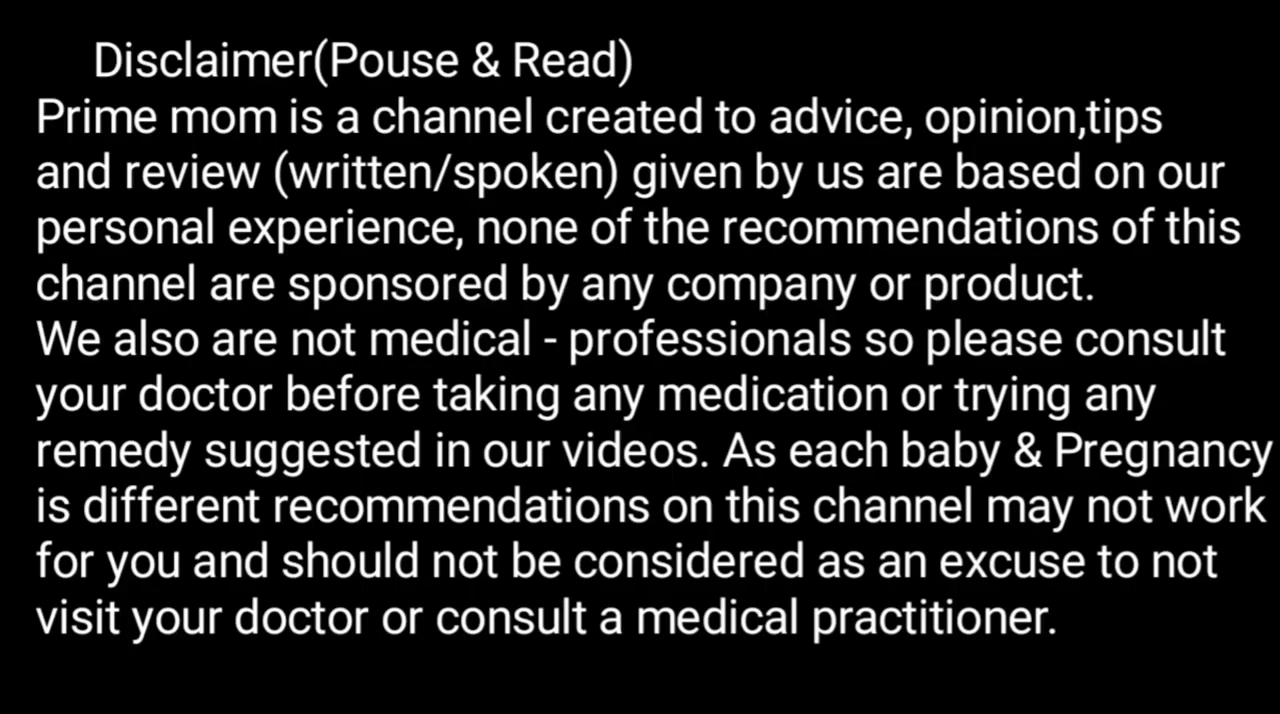 Disclaimer(Pouse & Read)
Prime mom is a channel created to advice, opinion,tips
and review (written/spoken) given by us are based on our
personal experience, none of the recommendations of this
channel are sponsored by any company or product.
We also are not medical - professionals so please consult
your doctor before taking any medication or trying any
remedy suggested in our videos. As each baby & Pregnancy
is different recommendations on this channel may not work
for you and should not be considered as an excuse to not
visit your doctor or consult a medical practitioner.